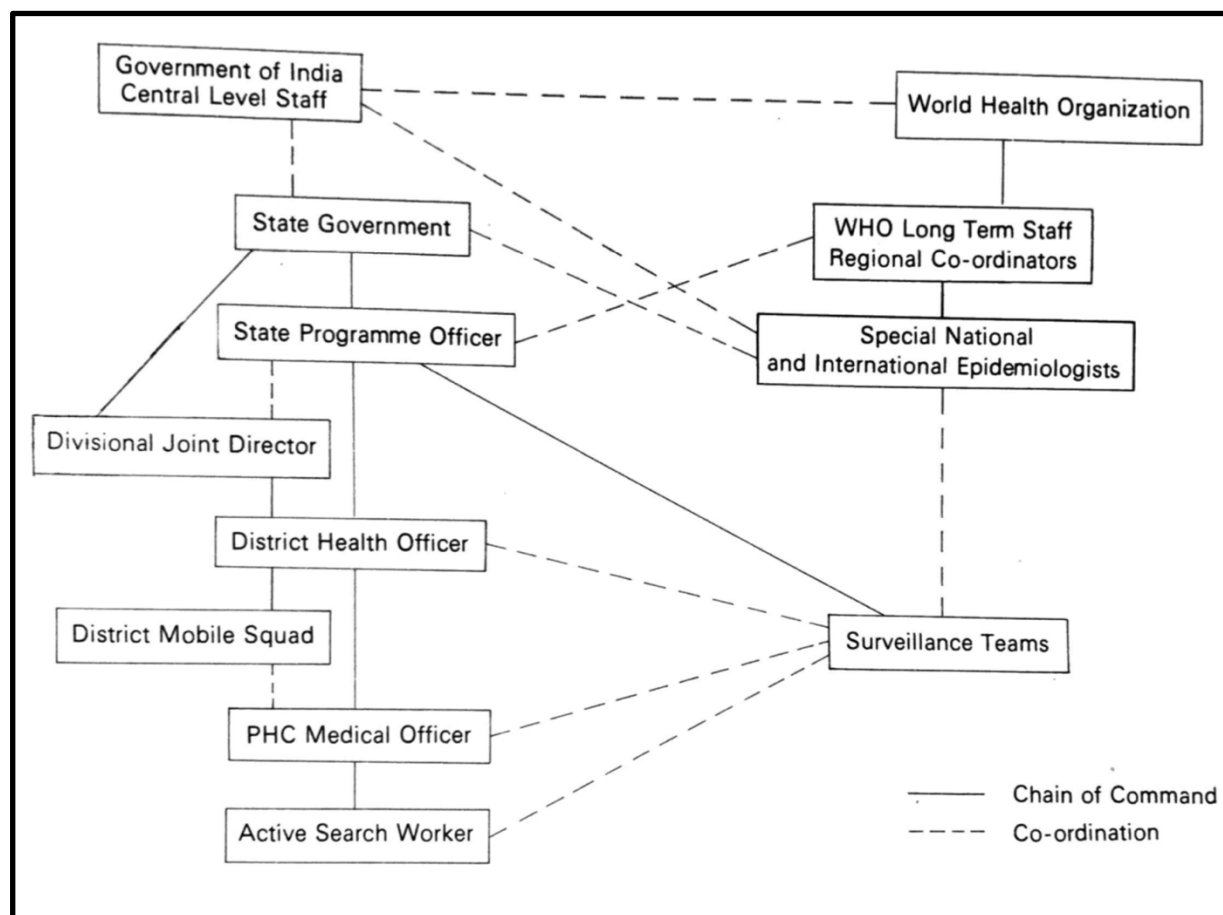 Government of India
Central Level Staff
World Health Organization
State Government
WHO Long Term Staff
Regional Co-ordinators
State Programme Officer
Special National
and International Epidemiologists
Divisional Joint Director
District Health Officer
District Mobile Squad
Surveillance Teams
PHC Medical Officer
Active Search Worker
Chain of Command
Co-ordination